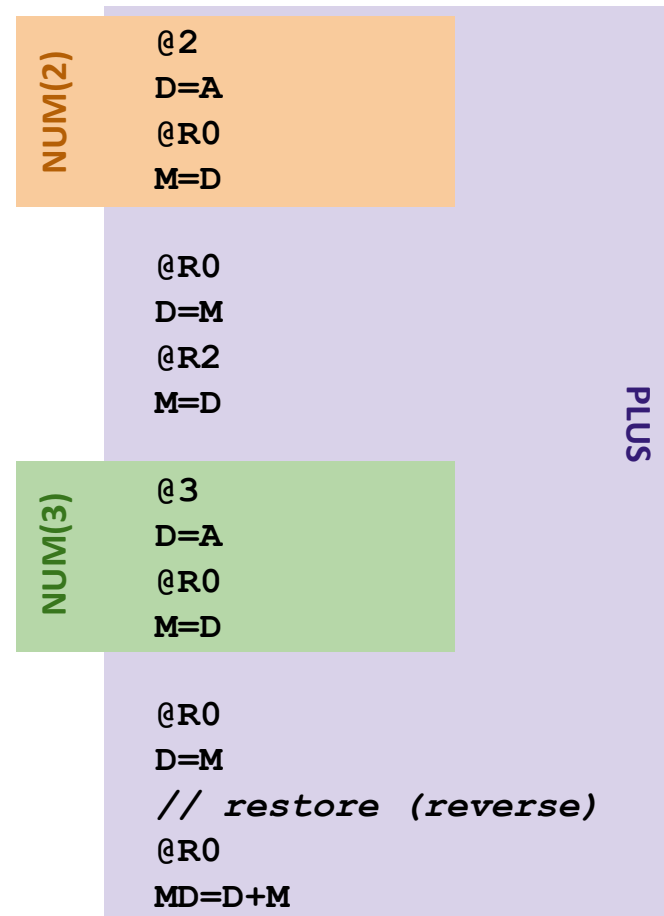 NUM(2)
@2
D=A
@R0
M=D
@R0
D=M
@R2
M=D
PLUS
NUM(3)
@3
D=A
@R0
M=D
@R0
D=M
// restore (reverse)
@R0
MD=D+M